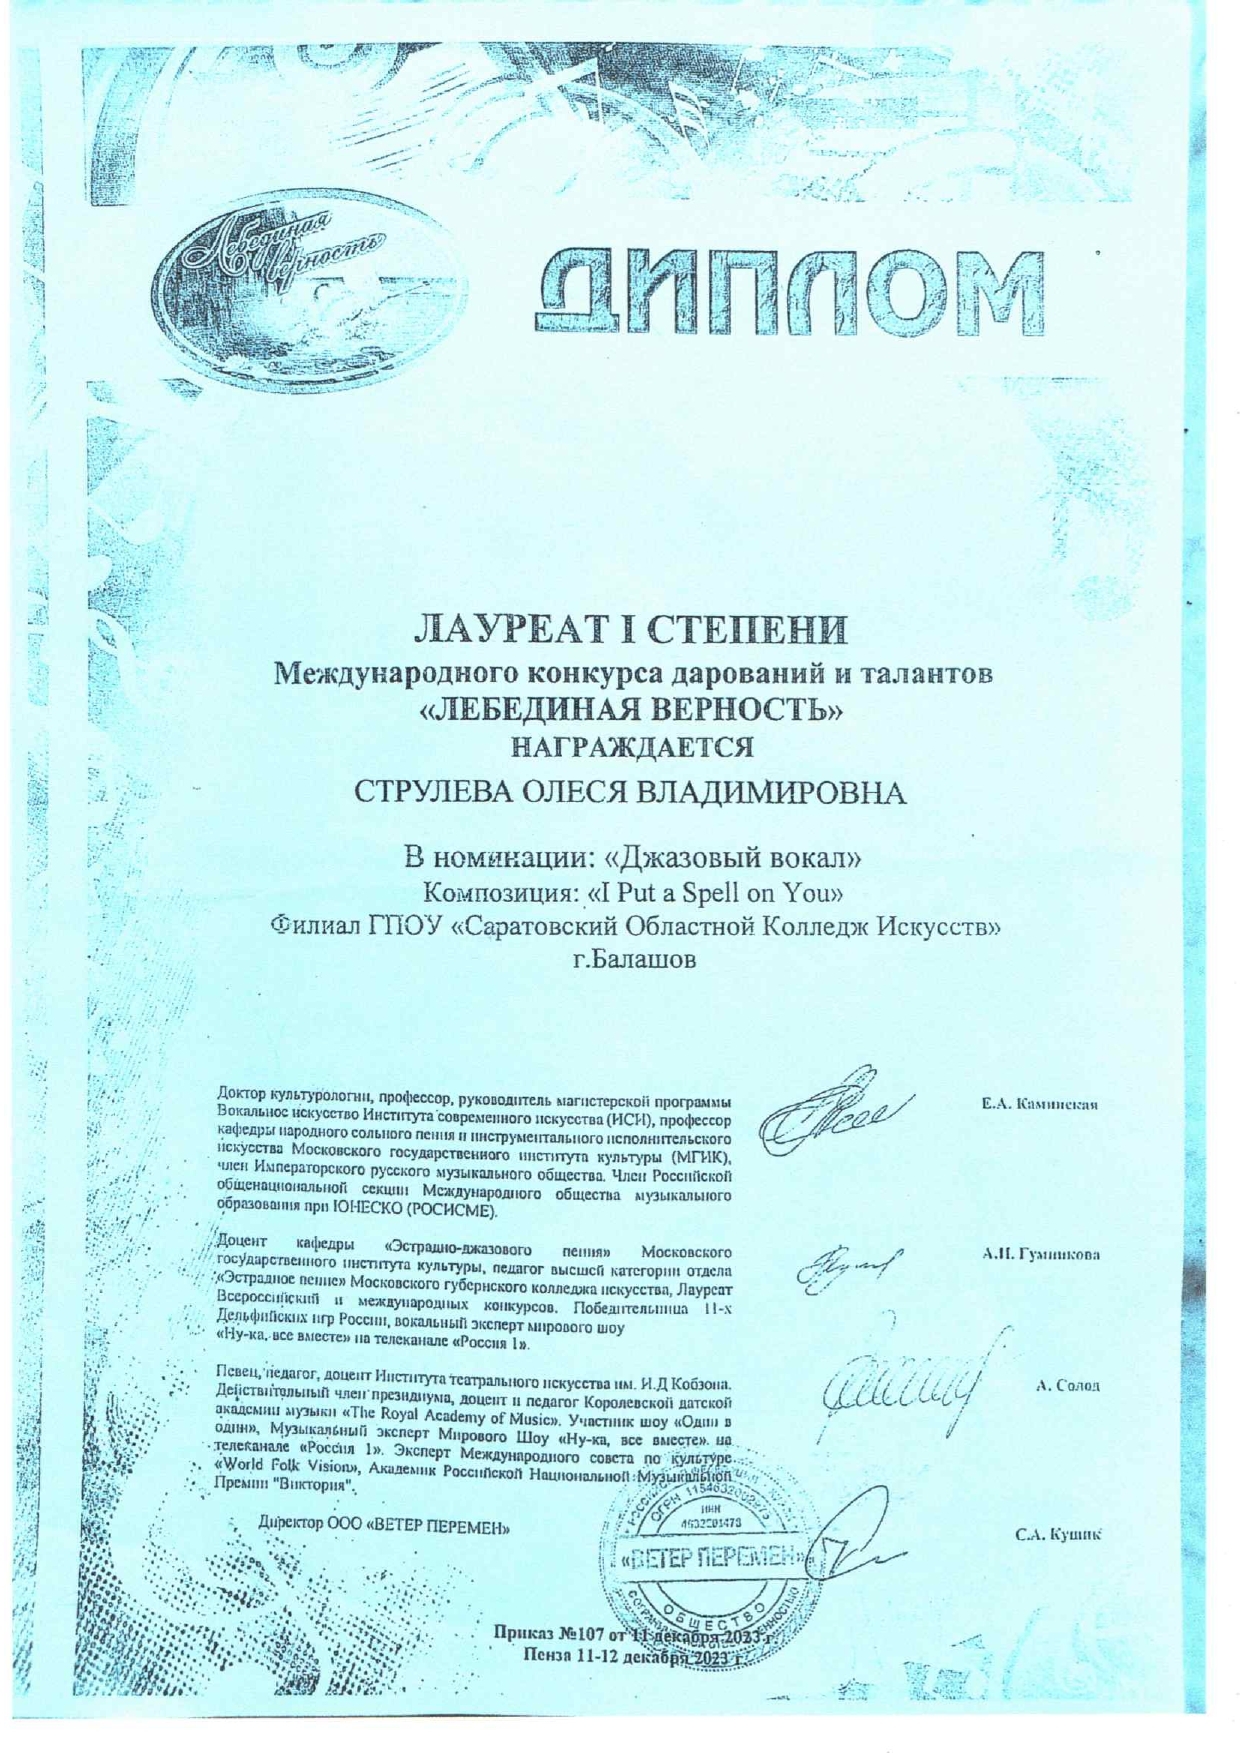 Лебединая
верность
ДИПЛОМ
ЛАУРЕАТ I СТЕПЕНИ
Международного конкурса дарований и талантов
«ЛЕБЕДИНАЯ ВЕРНОСТЬ»
НАГРАЖДАЕТСЯ
СТРУЛЕВА ОЛЕСЯ ВЛАДИМИРОВНА
В номинации: «Джазовый вокал»
Композиция: «I Put a Spell on You»
Филиал ГПОУ «Саратовский Областной Колледж Искусств»
г.Балашов
Доктор культурологии, профессор, руководитель магистерской программы
Вокальное искусство Института современного искусства (ИСИ), профессор
кафедры народного сольного пения и инструментального исполнительского
искусства Московского государственного института культуры (МГИК),
член Императорского русского музыкального общества. Член Российской
общенациональной секции Международного общества музыкального
образования при ЮНЕСКО (РОСИСМЕ).
Е.А. Каминская
Доцент кафедры «Эстрадно-джазового пения» Московского
государственного института культуры, педагог высшей категории отдела
«Эстрадное пение» Московского губернского колледжа искусства, Лауреат
Всероссийский и международных конкурсов. Победительница 11-х
Дельфийских игр России, вокальный эксперт мирового шоу
«Ну-ка, все вместе» на телеканале «Россия 1».
А.И. Гумникова
Певец, педагог, доцент Института театрального искусства им. И.Д Кобзона.
Действительный член президиума, доцент и педагог Королевской датской
академии музыки «The Royal Academy of Music». Участник шоу «Один в
один», Музыкальный эксперт Мирового Шоу «Ну-ка, все вместе» на
телеканале «Россия 1». Эксперт Международного совета по культуре
«World Folk Vision», Академик Российской Национальной Музыкальной
Премии "Виктория".
А. Солод
Директор ООО «ВЕТЕР ПЕРЕМЕН»
С.А. Кущик
ИНН
«ВЕТЕР ПЕРЕМЕН»
ОБЩЕСТВО
Приказ №107 от 11 декабря 2023 г.
Пенза 11-12 декабря 2023 г.